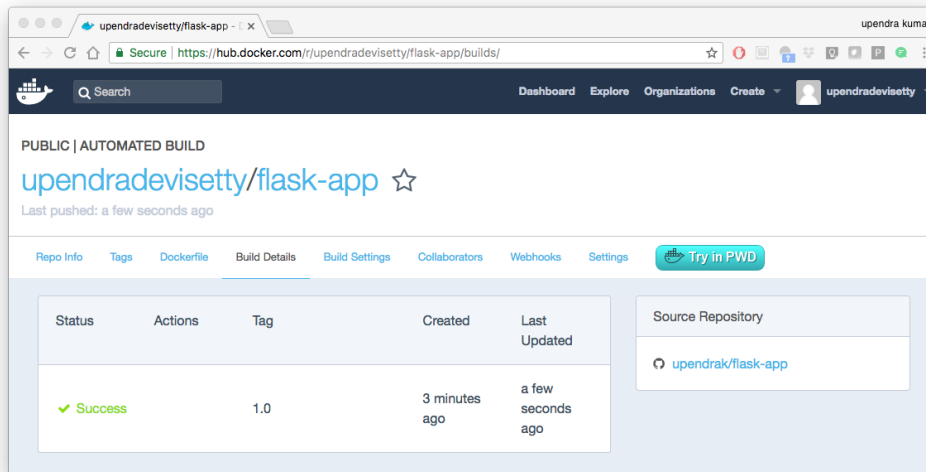 upendradevisetty/flask-app -
upendra kuma
Secure | https://hub.docker.com/r/upendradevisetty/flask-app/builds/
Search
Dashboard Explore Organizations Create upendradevisetty
PUBLIC | AUTOMATED BUILD
upendradevisetty/flask-app
Last pushed: a few seconds ago
Repo Info Tags Dockerfile Build Details Build Settings Collaborators Webhooks Settings Try in PWD
Status Actions Tag Created Last Updated
Success 1.0 3 minutes ago a few seconds ago
Source Repository
upendrak/flask-app